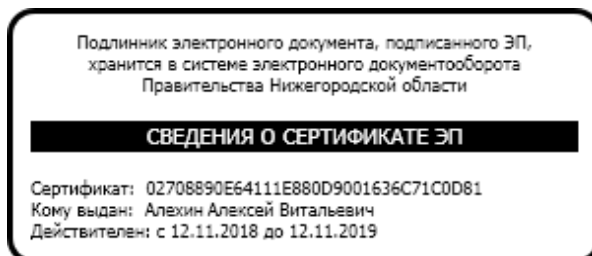 Подлинник электронного документа, подписанного ЭП,
хранится в системе электронного документооборота
Правительства Нижегородской области
СВЕДЕНИЯ О СЕРТИФИКАТЕ ЭП
Сертификат: 02708890E64111E880D9001636C71C0D81
Кому выдан: Алехин Алексей Витальевич
Действителен: с 12.11.2018 до 12.11.2019